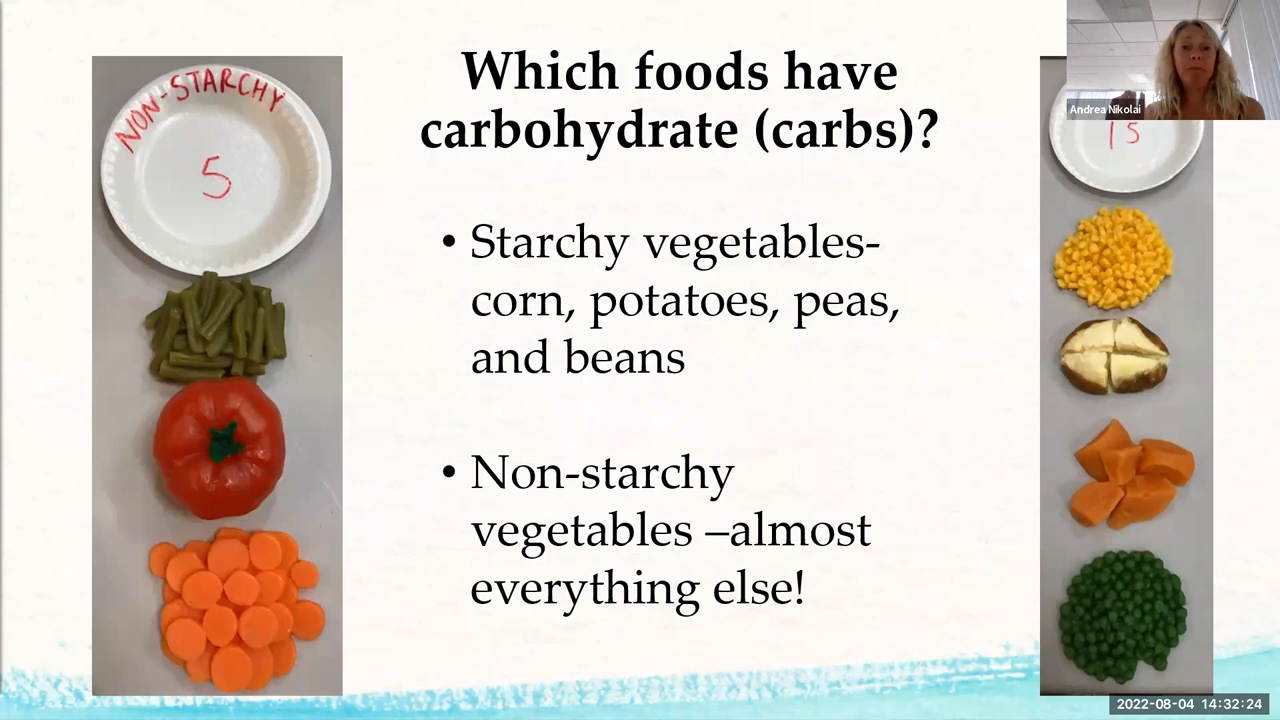 Which foods have
carbohydrate (carbs)?
NON-STARCHY
5
• Starchy vegetables-
corn, potatoes, peas,
and beans
• Non-starchy
vegetables –almost
everything else!
Andrea Nikolai
15
2022-08-04 14:32:24